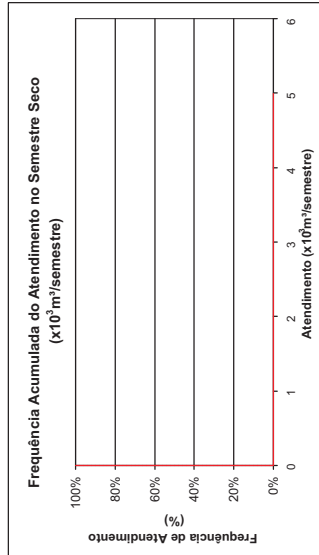 Frequência Acumulada do Atendimento no Semestre Seco
(x10³m³/semestre)
Frequência de Atendimento
(%)
100%
80%
60%
40%
20%
0%
0 1 2 3 4 5 6
Atendimento (x10³m³/semestre)